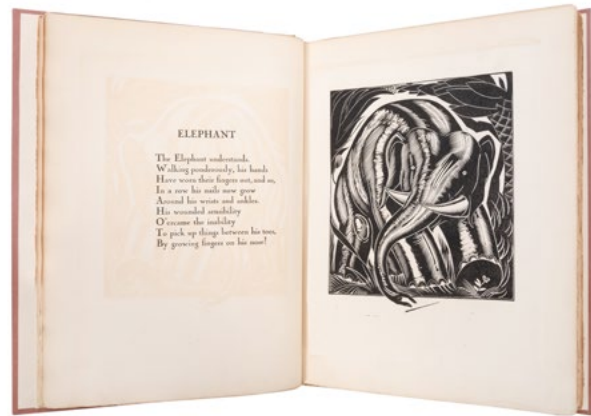 ELEPHANT
The Elephant understands
Walking ponderously, his hands
Have worn their fingers out, and so,
In a row his nails now grow
Around his wrists and ankles.
His wounded sensibility
O'ercame the inability
To pick up things between his toes,
By growing fingers on his nose!